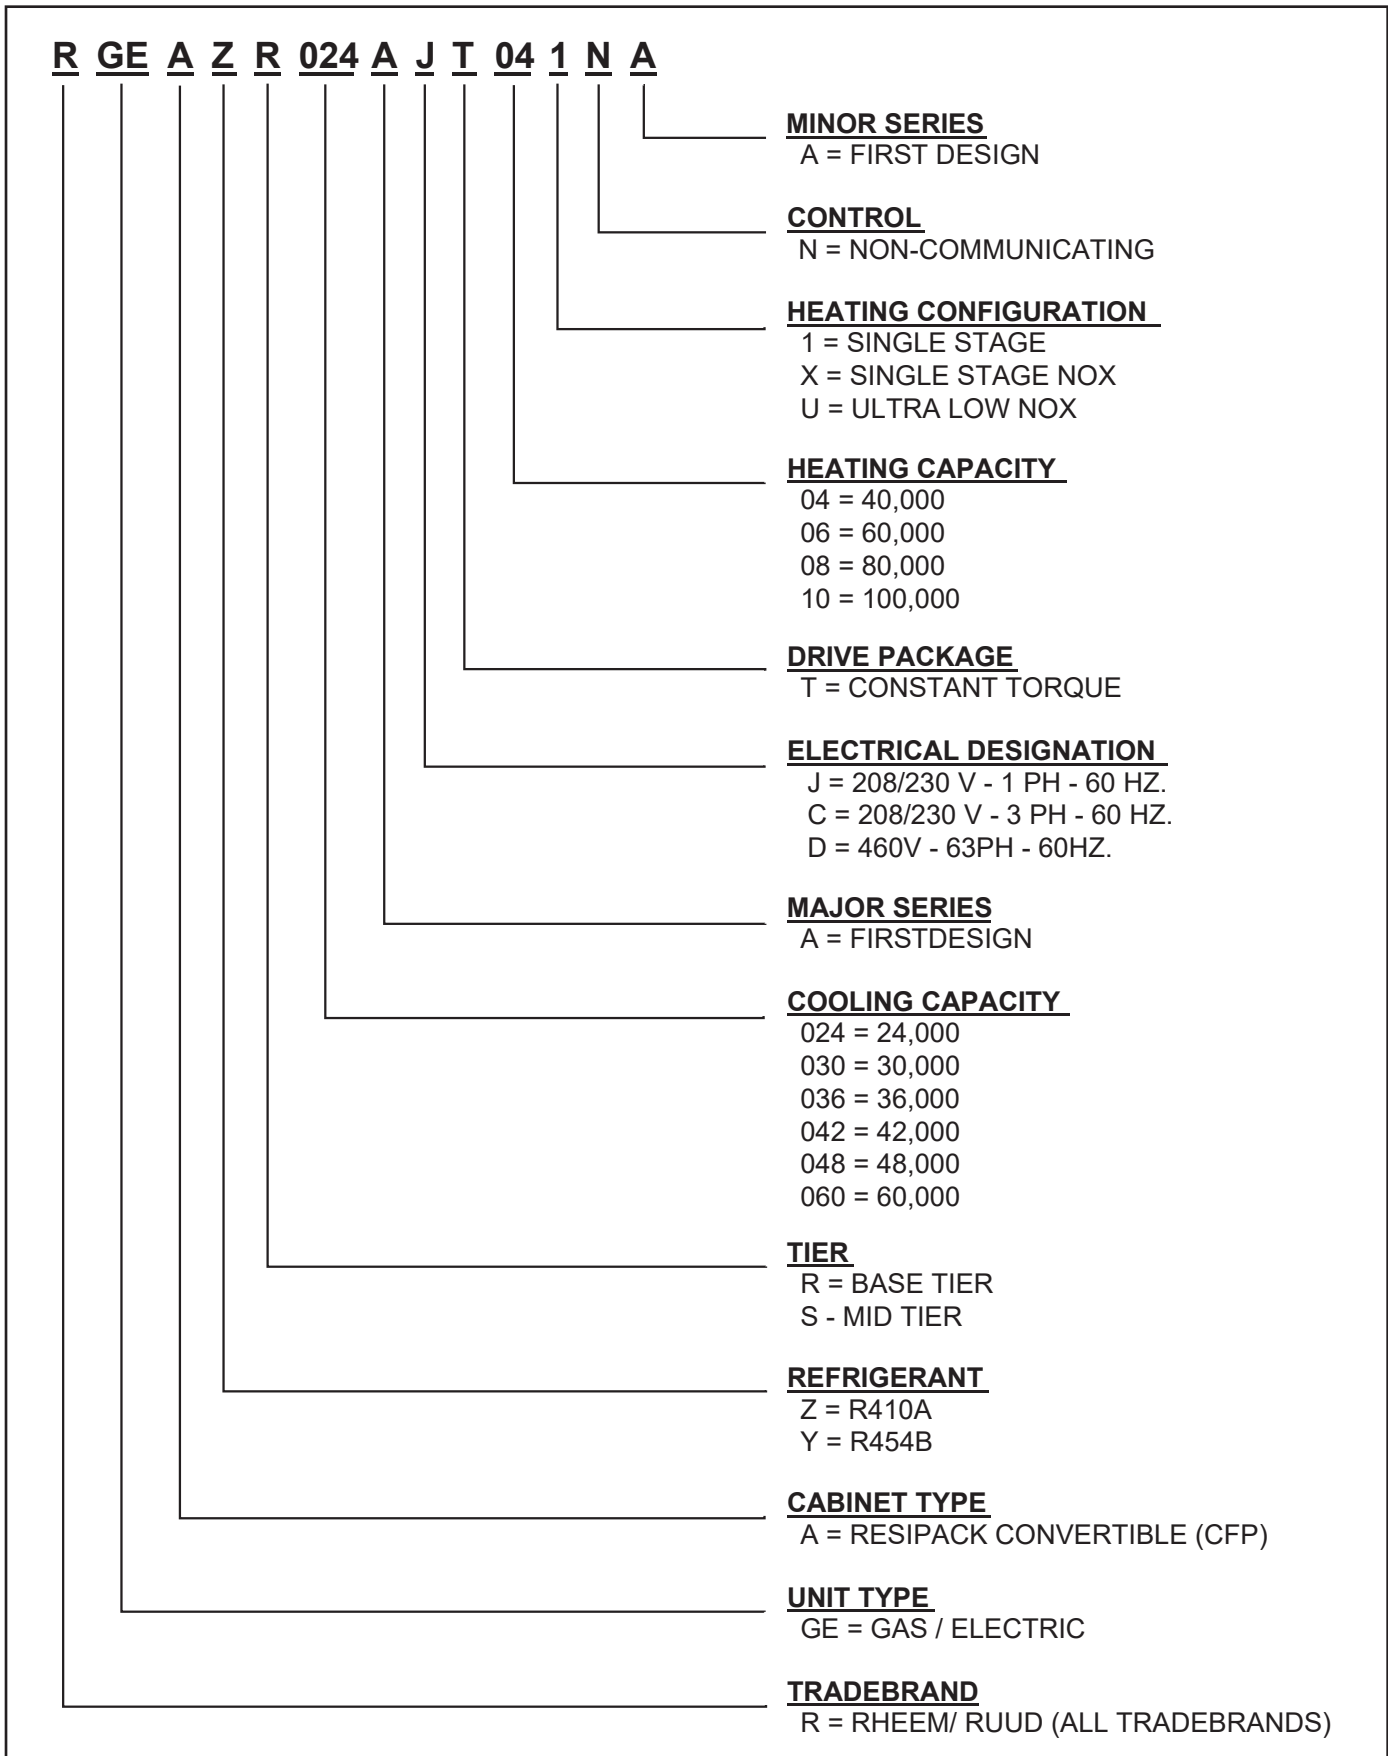 R GE A Z R 024 A J T 04 1 N A
MINOR SERIES
A = FIRST DESIGN
CONTROL
N = NON-COMMUNICATING
HEATING CONFIGURATION
1 = SINGLE STAGE
X = SINGLE STAGE NOX
U = ULTRA LOW NOX
HEATING CAPACITY
04 = 40,000
06 = 60,000
08 = 80,000
10 = 100,000
DRIVE PACKAGE
T = CONSTANT TORQUE
ELECTRICAL DESIGNATION
J = 208/230 V - 1 PH - 60 HZ.
C = 208/230 V - 3 PH - 60 HZ.
D = 460V - 63PH - 60HZ.
MAJOR SERIES
A = FIRSTDESIGN
COOLING CAPACITY
024 = 24,000
030 = 30,000
036 = 36,000
042 = 42,000
048 = 48,000
060 = 60,000
TIER
R = BASE TIER
S - MID TIER
REFRIGERANT
Z = R410A
Y = R454B
CABINET TYPE
A = RESIPACK CONVERTIBLE (CFP)
UNIT TYPE
GE = GAS / ELECTRIC
TRADEBRAND
R = RHEEM/ RUUD (ALL TRADEBRANDS)